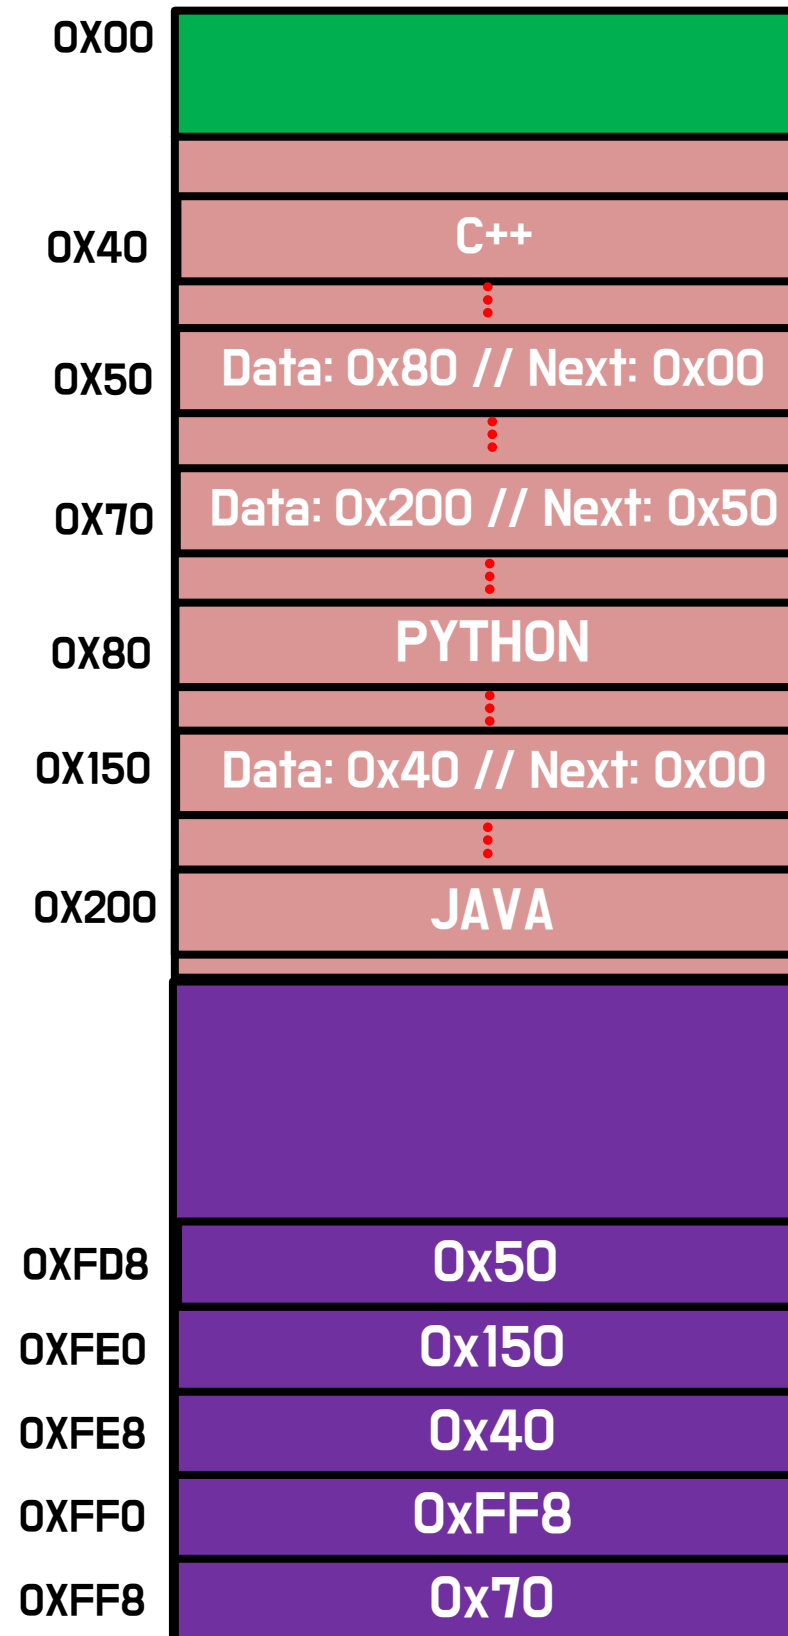 0X00
0X40 C++
0X50 Data: 0x80 // Next: 0x00
0X70 Data: 0x200 // Next: 0x50
0X80 PYTHON
0X150 Data: 0x40 // Next: 0x00
0X200 JAVA
0XFD8 0x50
0XFE0 0x150
0XFE8 0x40
0XFF0 0xFF8
0XFF8 0x70